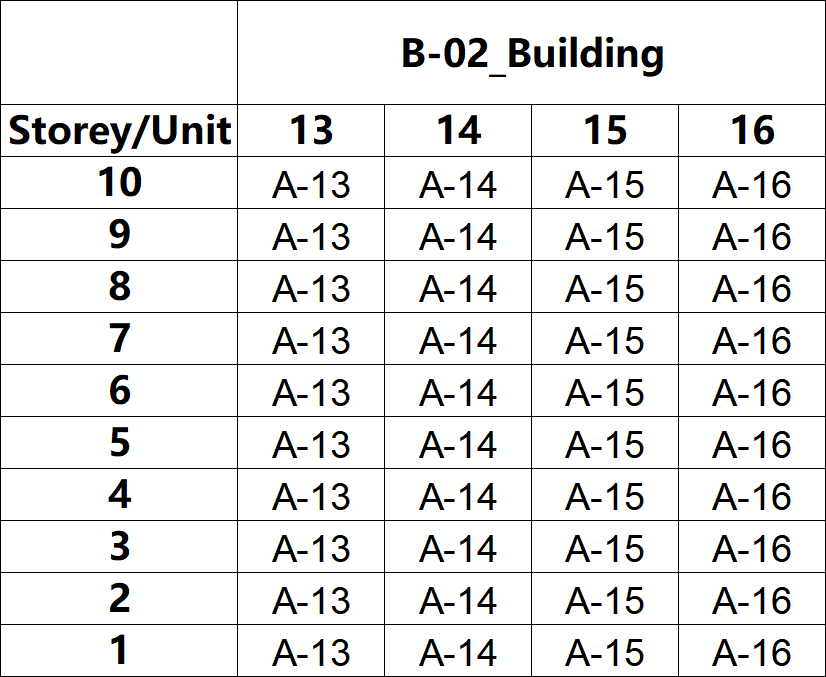 B-02_Building
Storey/Unit 13 14 15 16
10 A-13 A-14 A-15 A-16
9 A-13 A-14 A-15 A-16
8 A-13 A-14 A-15 A-16
7 A-13 A-14 A-15 A-16
6 A-13 A-14 A-15 A-16
5 A-13 A-14 A-15 A-16
4 A-13 A-14 A-15 A-16
3 A-13 A-14 A-15 A-16
2 A-13 A-14 A-15 A-16
1 A-13 A-14 A-15 A-16